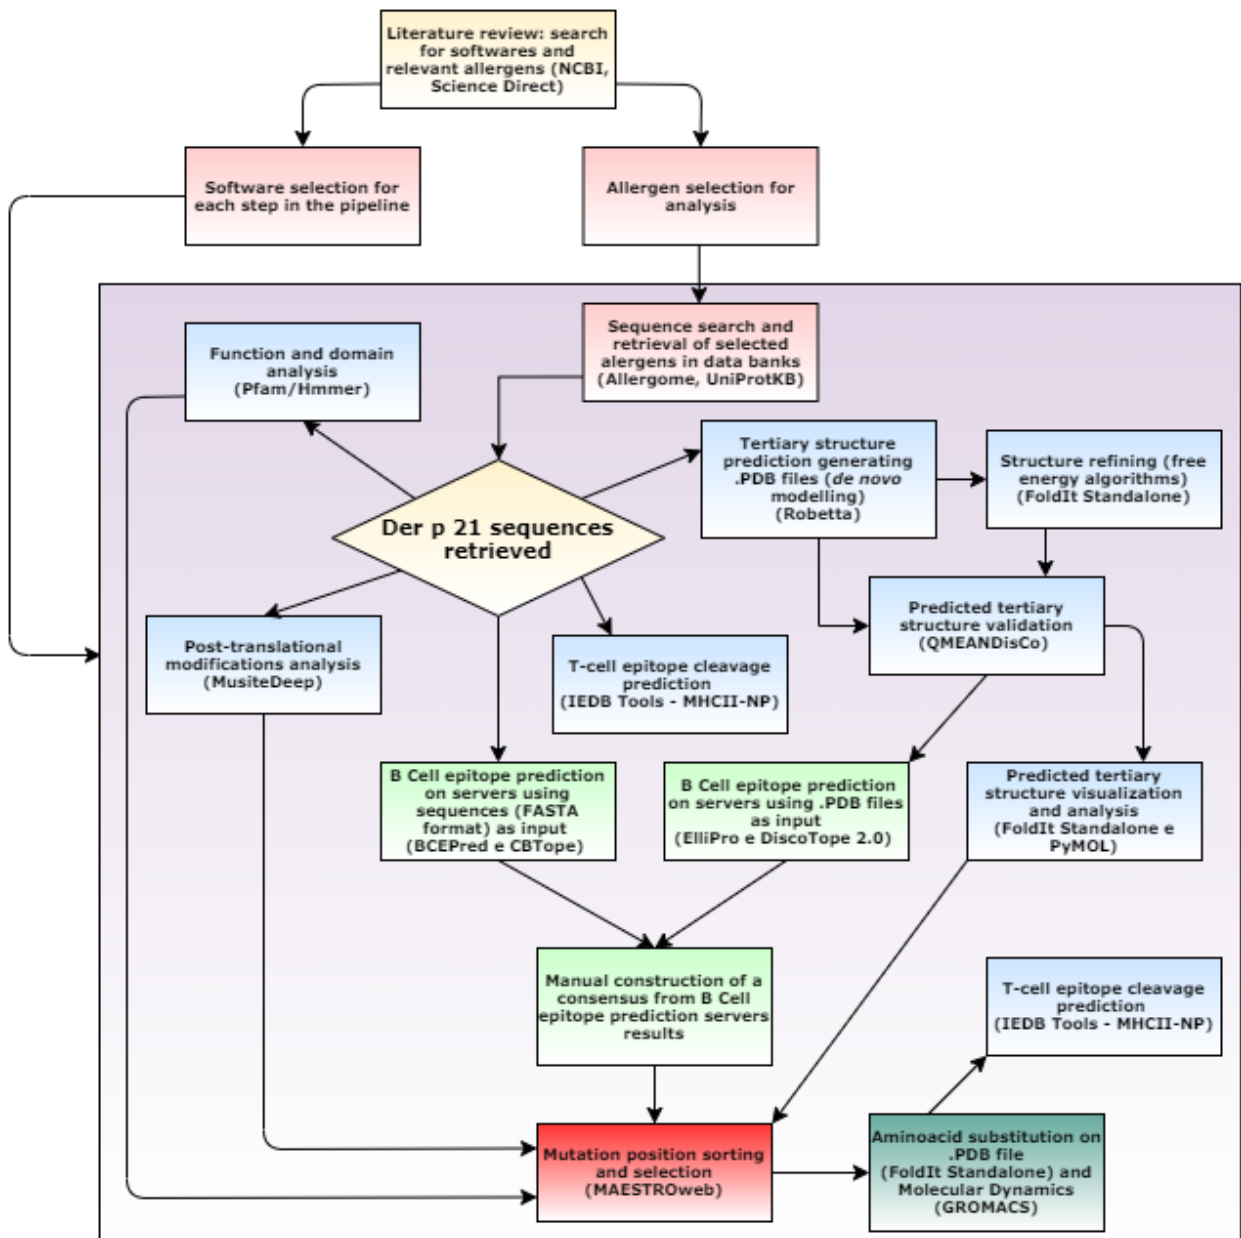 Literature review: search
for softwares and
relevant allergens (NCBI,
Science Direct)
Software selection for
each step in the pipeline
Allergen selection for
analysis
Sequence search and
retrieval of selected
alergens in data banks
(Allergome, UniProtKB)
Function and domain
analysis
(Pfam/Hmmer)
Tertiary structure
prediction generating
.PDB files (de novo
modelling)
(Robetta)
Structure refining (free
energy algorithms)
(FoldIt Standalone)
Der p 21 sequences
retrieved
Predicted tertiary
structure validation
(QMEANDisCo)
Post-translational
modifications analysis
(MusiteDeep)
T-cell epitope cleavage
prediction
(IEDB Tools - MHCII-NP)
B Cell epitope prediction
on servers using
sequences (FASTA
format) as input
(BCEPred e CBTope)
B Cell epitope prediction
on servers using .PDB files
as input
(ElliPro e DiscoTope 2.0)
Predicted tertiary
structure visualization
and analysis
(FoldIt Standalone e
PyMOL)
Manual construction of a
consensus from B Cell
epitope prediction servers
results
T-cell epitope cleavage
prediction
(IEDB Tools - MHCII-NP)
Mutation position sorting
and selection
(MAESTROweb)
Aminoacid substitution on
.PDB file
(FoldIt Standalone) and
Molecular Dynamics
(GROMACS)